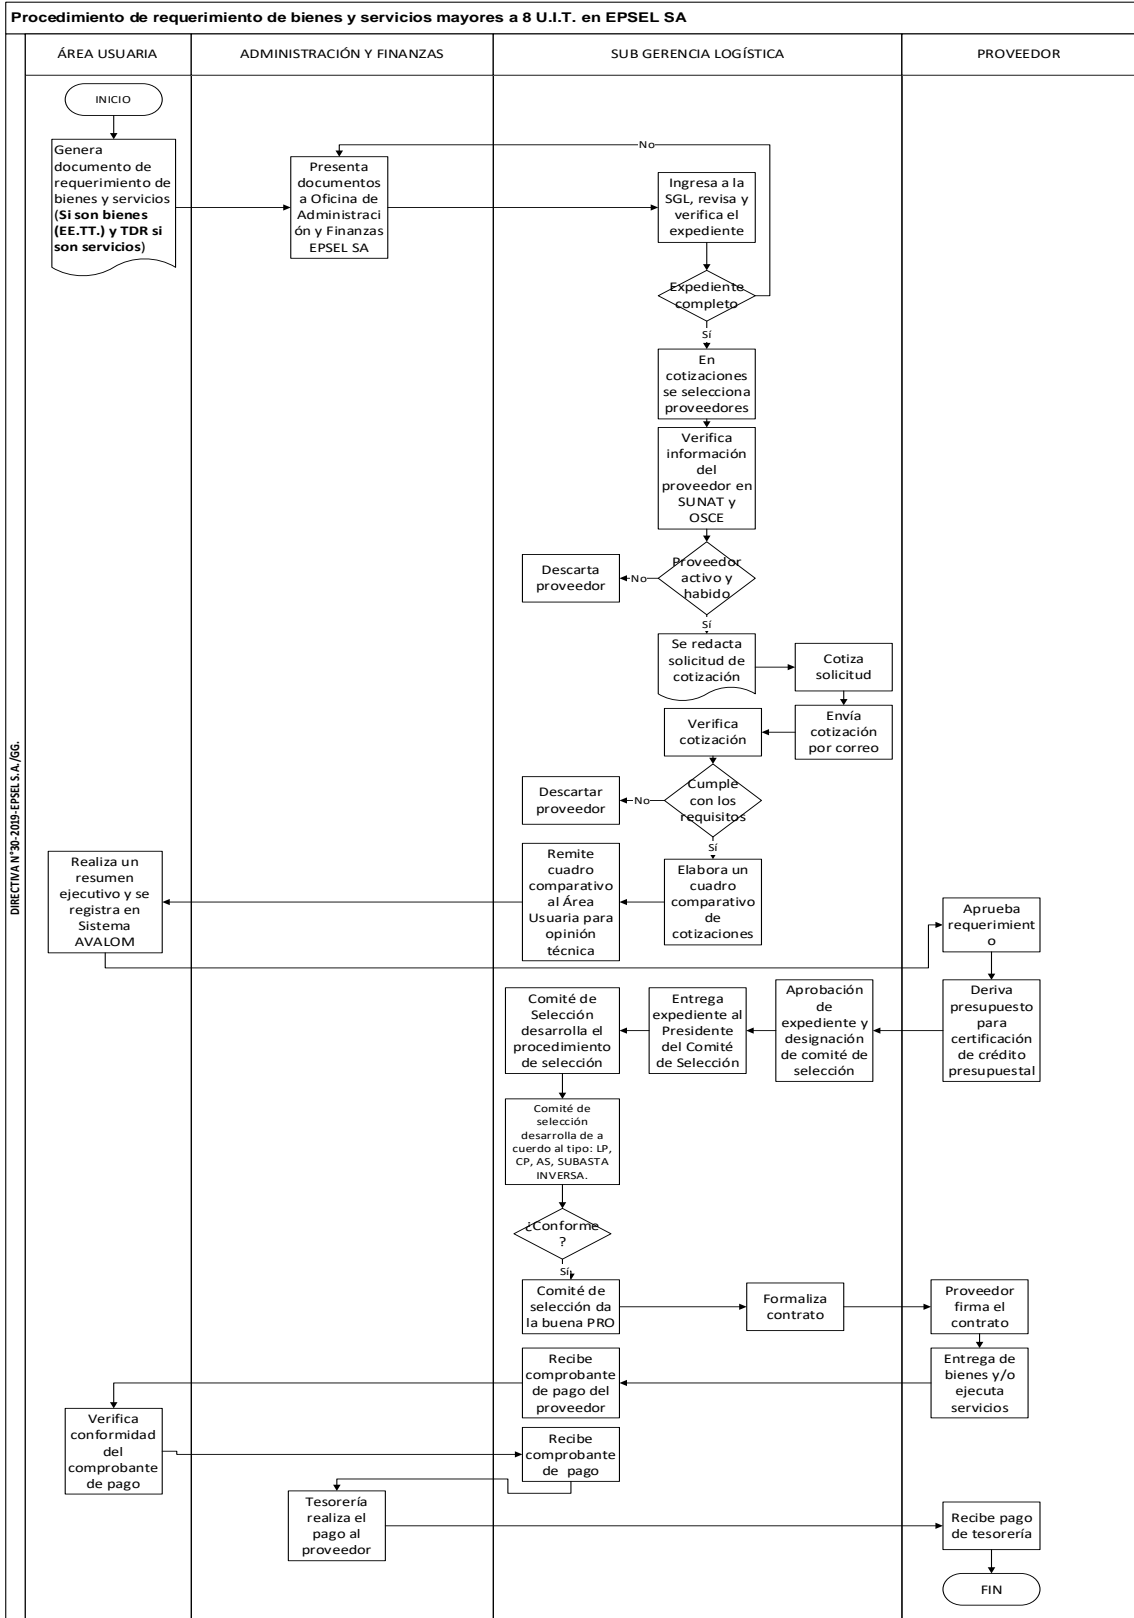 Procedimiento de requerimiento de bienes y servicios mayores a 8 U.I.T. en EPSEL SA
ÁREA USUARIA
ADMINISTRACIÓN Y FINANZAS
SUB GERENCIA LOGÍSTICA
PROVEEDOR
DIRECTIVA N°30-2019-EPSEL S.A./GG.
INICIO
Genera
documento de
requerimiento de
bienes y servicios
(Si son bienes
(EE.TT.) y TDR si
son servicios)
Presenta
documentos
a Oficina de
Administraci
ón y Finanzas
EPSEL SA
No
Ingresa a la
SGL, revisa y
verifica el
expediente
Expediente
completo
Sí
En
cotizaciones
se selecciona
proveedores
Verifica
información
del
proveedor en
SUNAT y
OSCE
Proveedor
activo y
habido
No
Descarta
proveedor
Sí
Se redacta
solicitud de
cotización
Cotiza
solicitud
Envía
cotización
por correo
Verifica
cotización
Cumple
con los
requisitos
No
Descartar
proveedor
Sí
Elabora un
cuadro
comparativo
de
cotizaciones
Remite
cuadro
comparativo
al Área
Usuaria para
opinión
técnica
Realiza un
resumen
ejecutivo y se
registra en
Sistema
AVALOM
Aprueba
requerimient
o
Deriva
presupuesto
para
certificación
de crédito
presupuestal
Aprobación
de
expediente y
designación
de comité de
selección
Entrega
expediente al
Presidente
del Comité
de Selección
Comité de
Selección
desarrolla el
procedimiento
de selección
Comité de
selección
desarrolla de a
cuerdo al tipo: LP,
CP, AS, SUBASTA
INVERSA.
¿Conforme
?
Sí
Comité de
selección da
la buena PRO
Formaliza
contrato
Proveedor
firma el
contrato
Entrega de
bienes y/o
ejecuta
servicios
Recibe
comprobante
de pago del
proveedor
Verifica
conformidad
del
comprobante
de pago
Recibe
comprobante
de pago
Tesorería
realiza el
pago al
proveedor
Recibe pago
de tesorería
FIN